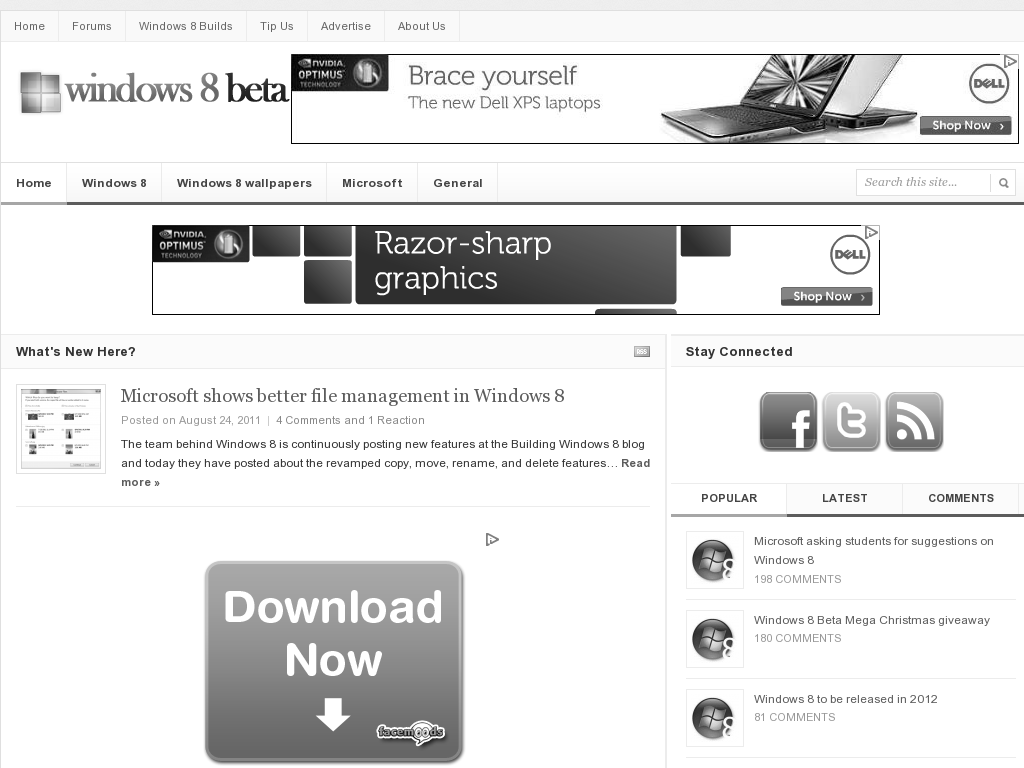 Home
Forums
Windows 8 Builds
Tip Us
Advertise
About Us
windows 8 beta
NVIDIA.
OPTIMUS™
TECHNOLOGY
Brace yourself
The new Dell XPS laptops
DELL
Shop Now ›
Home
Windows 8
Windows 8 wallpapers
Microsoft
General
Search this site...
NVIDIA.
OPTIMUS™
TECHNOLOGY
Razor-sharp
graphics
DELL
Shop Now ›
What's New Here?
RSS
Microsoft shows better file management in Windows 8
Posted on August 24, 2011 | 4 Comments and 1 Reaction
The team behind Windows 8 is continuously posting new features at the Building Windows 8 blog
and today they have posted about the revamped copy, move, rename, and delete features… Read
more »
Download
Now
facemoods
Stay Connected
POPULAR
LATEST
COMMENTS
Microsoft asking students for suggestions on
Windows 8
198 COMMENTS
Windows 8 Beta Mega Christmas giveaway
180 COMMENTS
Windows 8 to be released in 2012
81 COMMENTS